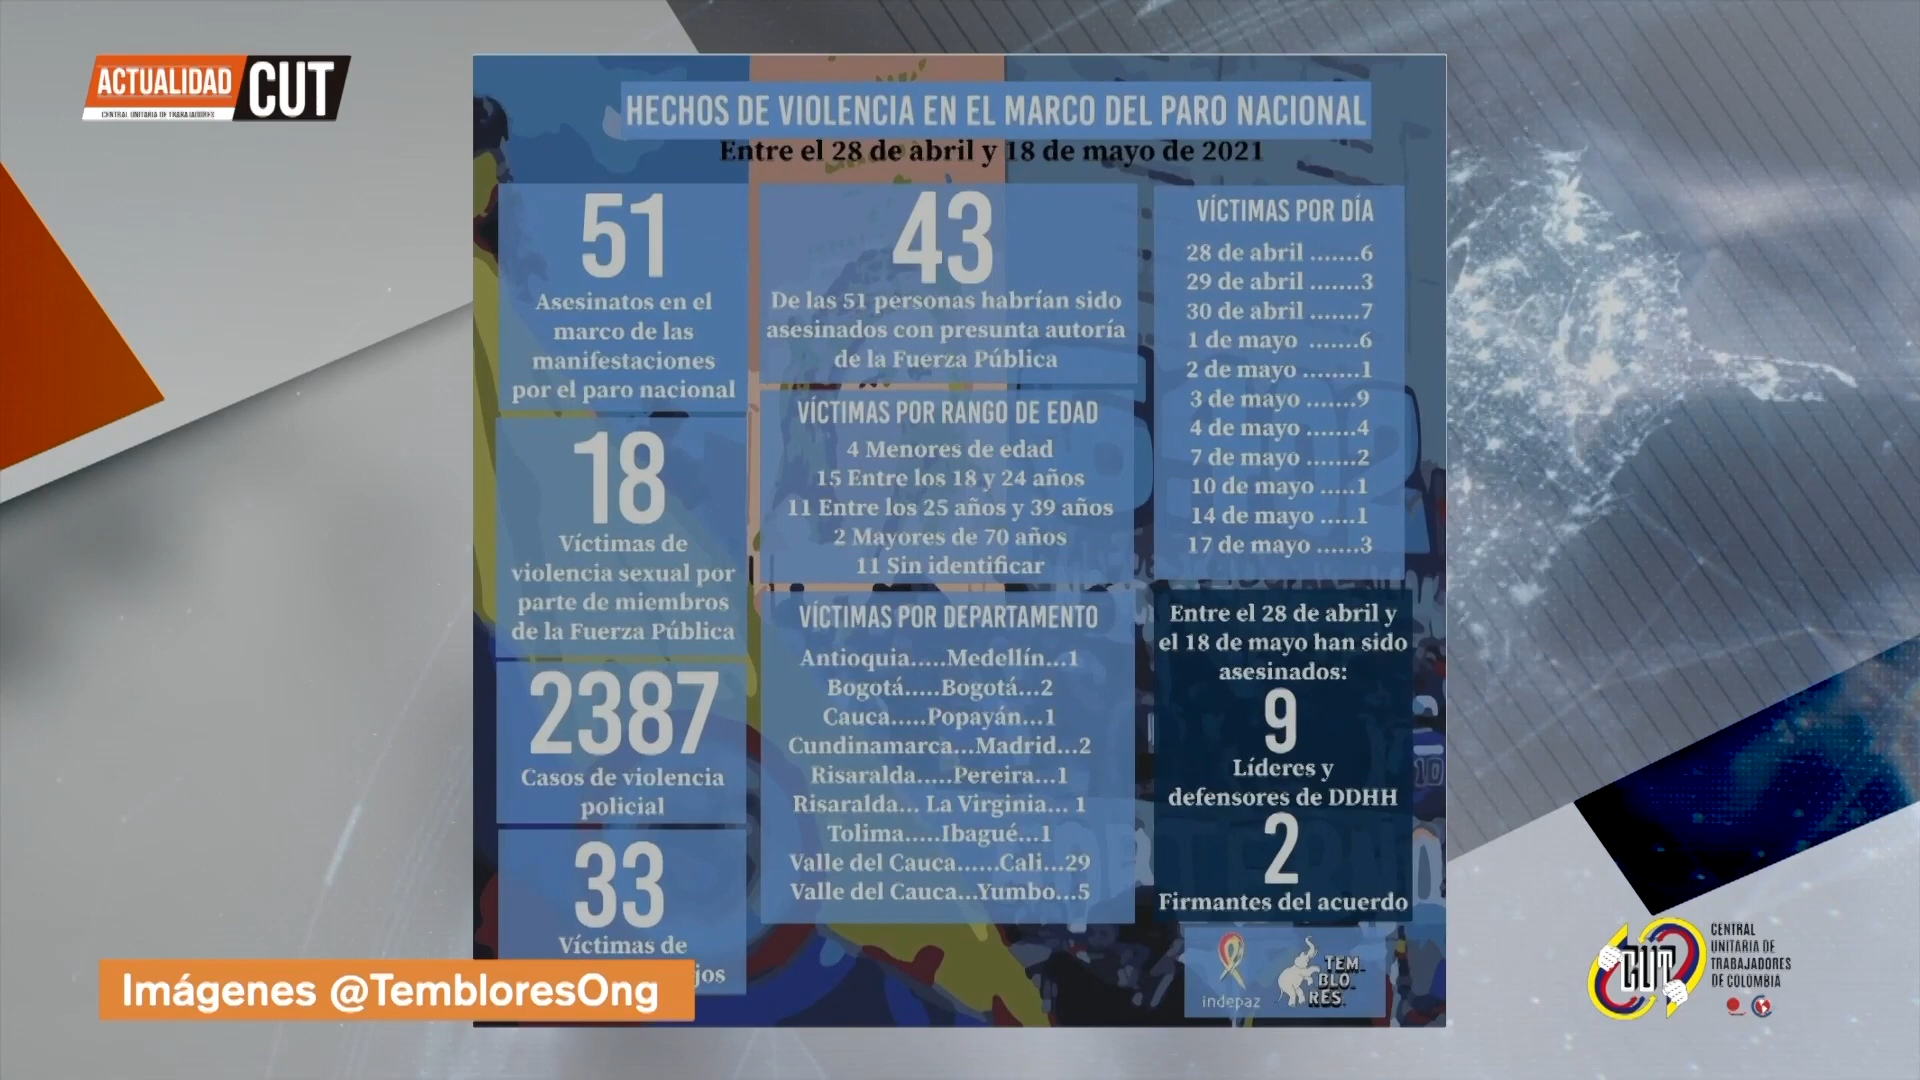 ACTUALIDAD CUT
CENTRAL UNITARIA DE TRABAJADORES
HECHOS DE VIOLENCIA EN EL MARCO DEL PARO NACIONAL
Entre el 28 de abril y 18 de mayo de 2021
51
Asesinatos en el
marco de las
manifestaciones
por el paro nacional
18
Víctimas de
violencia sexual por
parte de miembros
de la Fuerza Pública
2387
Casos de violencia
policial
33
Víctimas de
jos
43
De las 51 personas habrían sido
asesinados con presunta autoría
de la Fuerza Pública
VÍCTIMAS POR RANGO DE EDAD
4 Menores de edad
15 Entre los 18 y 24 años
11 Entre los 25 años y 39 años
2 Mayores de 70 años
11 Sin identificar
VÍCTIMAS POR DEPARTAMENTO
Antioquia.....Medellín...1
Bogotá.....Bogotá...2
Cauca.....Popayán...1
Cundinamarca...Madrid...2
Risaralda.....Pereira...1
Risaralda... La Virginia... 1
Tolima.....Ibagué...1
Valle del Cauca......Cali...29
Valle del Cauca...Yumbo...5
VÍCTIMAS POR DÍA
28 de abril .......6
29 de abril .......3
30 de abril .......7
1 de mayo .......6
2 de mayo ........1
3 de mayo .......9
4 de mayo .......4
7 de mayo .......2
10 de mayo .....1
14 de mayo .....1
17 de mayo ......3
Entre el 28 de abril y
el 18 de mayo han sido
asesinados:
9
Líderes y
defensores de DDHH
2
Firmantes del acuerdo
indepaz
TEM-
BLO-
RES
Imágenes @TembloresOng
CUT
CENTRAL
UNITARIA DE
TRABAJADORES
DE COLOMBIA